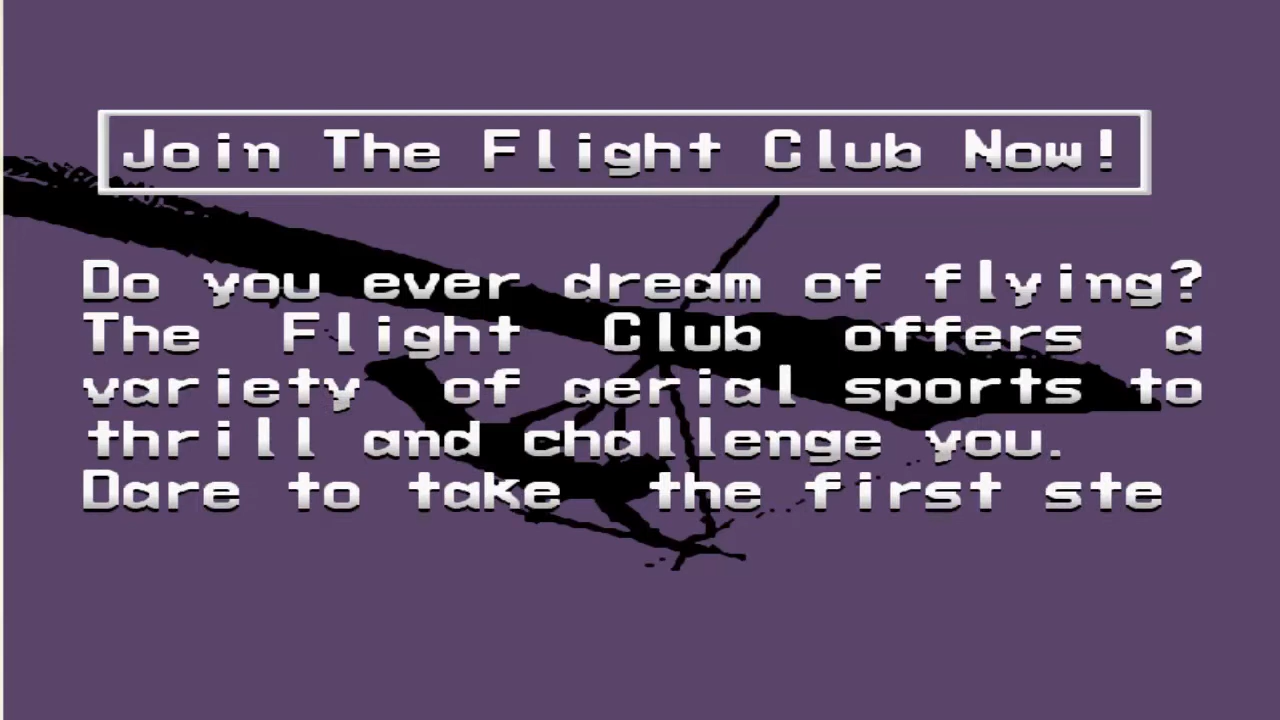 Join The Flight Club Now!
Do you ever dream of flying?
The Flight Club offers a
variety of aerial sports to
thrill and challenge you.
Dare to take the first ste